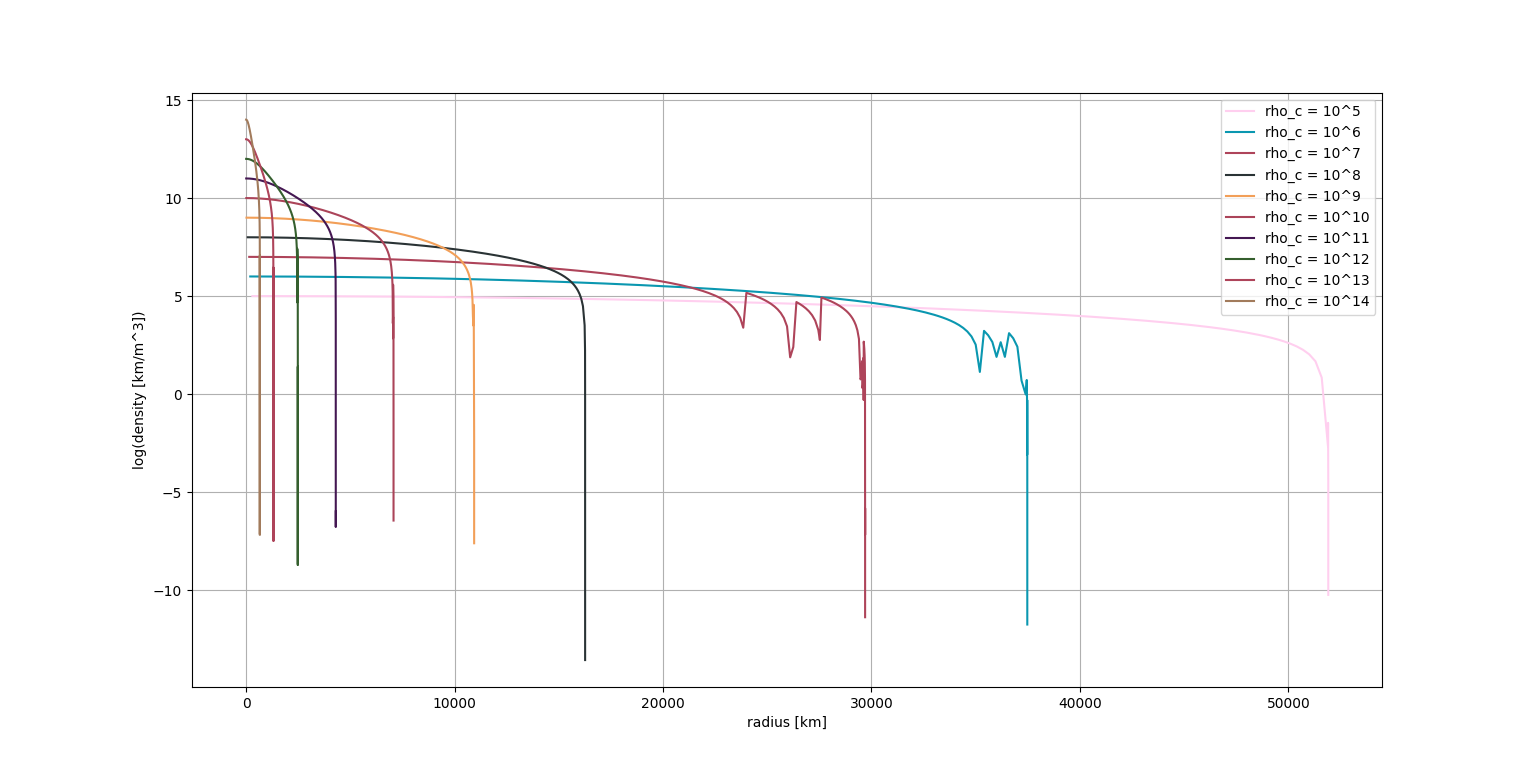 15
10
5
0
−5
−10
log(density [km/m^3])
0
10000
20000
30000
40000
50000
radius [km]
rho_c = 10^5
rho_c = 10^6
rho_c = 10^7
rho_c = 10^8
rho_c = 10^9
rho_c = 10^10
rho_c = 10^11
rho_c = 10^12
rho_c = 10^13
rho_c = 10^14